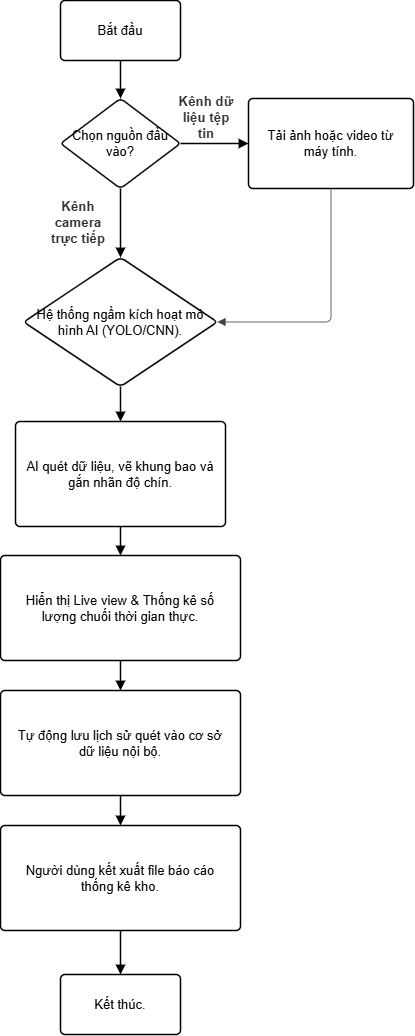 Bắt đầu
Kênh dữ
liệu tệp
tin
Chọn nguồn đầu
vào?
Tải ảnh hoặc video từ
máy tính.
Kênh
camera
trực tiếp
Hệ thống ngầm kích hoạt mô
hình AI (YOLO/CNN).
AI quét dữ liệu, vẽ khung bao và
gắn nhãn độ chín.
Hiển thị Live view & Thống kê số
lượng chuối thời gian thực.
Tự động lưu lịch sử quét vào cơ sở
dữ liệu nội bộ.
Người dùng kết xuất file báo cáo
thống kê kho.
Kết thúc.